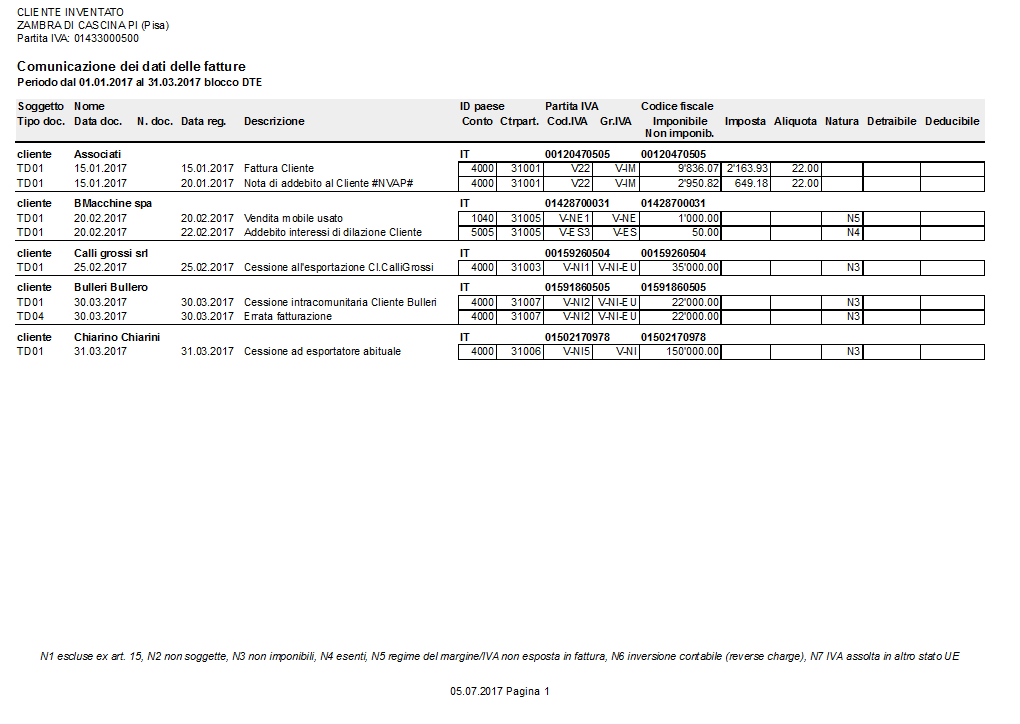 CLIENTE INVENTATO
ZAMBRA DI CASCINA PI (Pisa)
Partita IVA: 01433000500
Comunicazione dei dati delle fatture
Periodo dal 01.01.2017 al 31.03.2017 blocco DTE
Soggetto Nome ID paese Partita IVA Codice fiscale
Tipo doc. Data doc. N. doc. Data reg. Descrizione Conto Ctrpart. Cod.IVA Gr.IVA Imponibile Imposta Aliquota Natura Detraibile Deducibile
Non imponib.
cliente Associati IT 00120470505 00120470505
TD01 15.01.2017 15.01.2017 Fattura Cliente 4000 31001 V22 V-IM 9'836.07 2'163.93 22.00
TD01 15.01.2017 20.01.2017 Nota di addebito al Cliente #NVAP# 4000 31001 V22 V-IM 2'950.82 649.18 22.00
cliente BMacchine spa IT 01428700031 01428700031
TD01 20.02.2017 20.02.2017 Vendita mobile usato 1040 31005 V-NE1 V-NE 1'000.00 N5
TD01 20.02.2017 22.02.2017 Addebito interessi di dilazione Cliente 5005 31005 V-ES3 V-ES 50.00 N4
cliente Calli grossi srl IT 00159260504 00159260504
TD01 25.02.2017 25.02.2017 Cessione all'esportazione Cl.CalliGrossi 4000 31003 V-NI1 V-NI-EU 35'000.00 N3
cliente Bulleri Bullero IT 01591860505 01591860505
TD01 30.03.2017 30.03.2017 Cessione intracomunitaria Cliente Bulleri 4000 31007 V-NI2 V-NI-EU 22'000.00 N3
TD04 30.03.2017 30.03.2017 Errata fatturazione 4000 31007 V-NI2 V-NI-EU 22'000.00 N3
cliente Chiarino Chiarini IT 01502170978 01502170978
TD01 31.03.2017 31.03.2017 Cessione ad esportatore abituale 4000 31006 V-NI5 V-NI 150'000.00 N3
N1 escluse ex art. 15, N2 non soggette, N3 non imponibili, N4 esenti, N5 regime del margine/IVA non esposta in fattura, N6 inversione contabile (reverse charge), N7 IVA assolta in altro stato UE
05.07.2017 Pagina 1